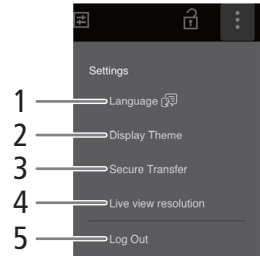 Settings
1 Language
2 Display Theme
3 Secure Transfer
4 Live view resolution
5 Log Out